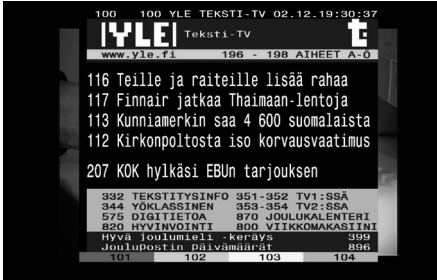 100 100 YLE TEKSTI-TV 02.12.19:30:37
YLE Teksti-TV t:
www.yle.fi 196 - 198 AIHEET A-Ö
116 Teille ja raiteille lisää rahaa
117 Finnair jatkaa Thaimaan-lentoja
113 Kunniamerkin saa 4 600 suomalaista
112 Kirkonpoltosta iso korvausvaatimus
207 KOK hylkäsi EBUn tarjouksen
332 TEKSTITYSINFO 351-352 TV1:SSÄ
344 YÖKLASSINEN 353-354 TV2:SSA
575 DIGITIETOA 870 JOULUKALENTERI
820 HYVINVOINTI 800 VIIKKOMAKASIINI
Hyvä joulumieli -keräys 399
JouluPostin päivämäärät 896
101 102 103 104